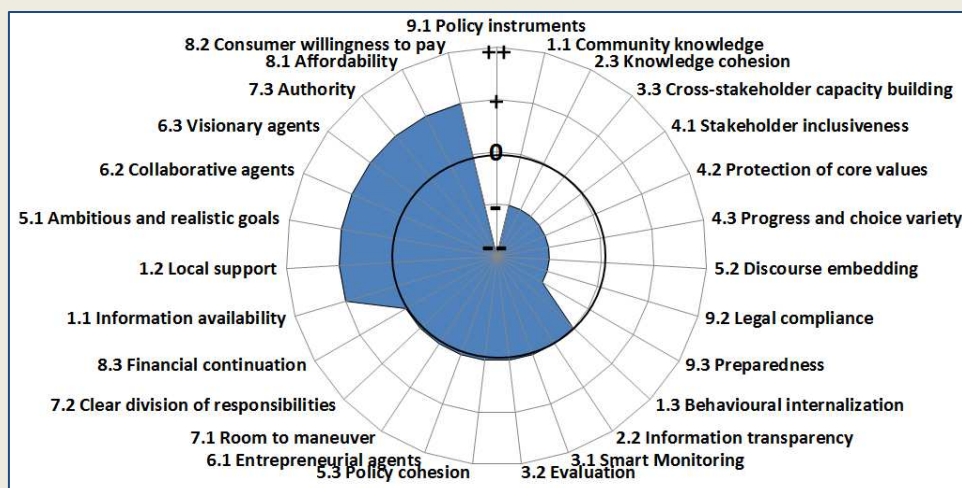 9.1 Policy instruments
8.2 Consumer willingness to pay
++
1.1 Community knowledge
8.1 Affordability
2.3 Knowledge cohesion
7.3 Authority
+
3.3 Cross-stakeholder capacity building
6.3 Visionary agents
4.1 Stakeholder inclusiveness
0
6.2 Collaborative agents
4.2 Protection of core values
5.1 Ambitious and realistic goals
-
4.3 Progress and choice variety
--
1.2 Local support
5.2 Discourse embedding
1.1 Information availability
9.2 Legal compliance
8.3 Financial continuation
9.3 Preparedness
7.2 Clear division of responsibilities
1.3 Behavioural internalization
7.1 Room to maneuver
2.2 Information transparency
6.1 Entrepreneurial agents
3.1 Smart Monitoring
5.3 Policy cohesion
3.2 Evaluation